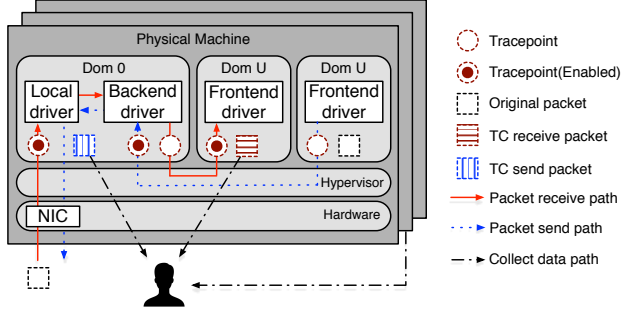 Physical Machine
Dom 0
Dom U
Dom U
Local
driver
Backend
driver
Frontend
driver
Frontend
driver
Hypervisor
Hardware
NIC
Tracepoint
Tracepoint(Enabled)
Original packet
TC receive packet
TC send packet
Packet receive path
Packet send path
Collect data path